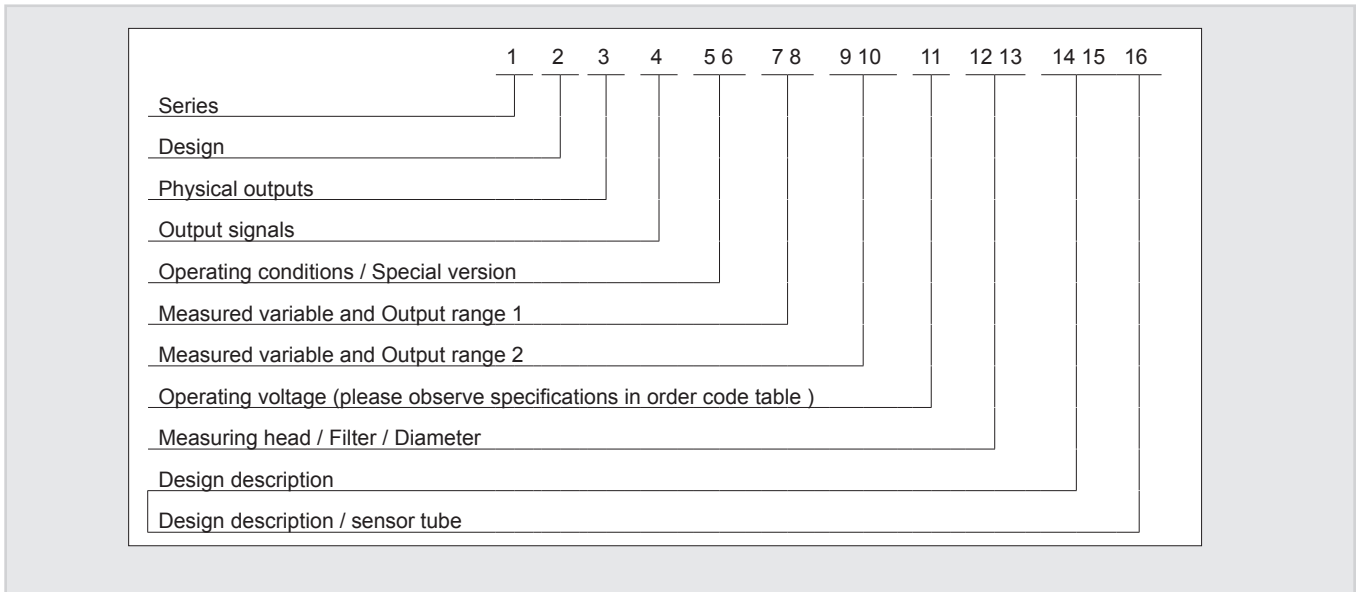 1 2 3 4 5 6 7 8 9 10 11 12 13 14 15 16
Series
Design
Physical outputs
Output signals
Operating conditions / Special version
Measured variable and Output range 1
Measured variable and Output range 2
Operating voltage (please observe specifications in order code table )
Measuring head / Filter / Diameter
Design description
Design description / sensor tube